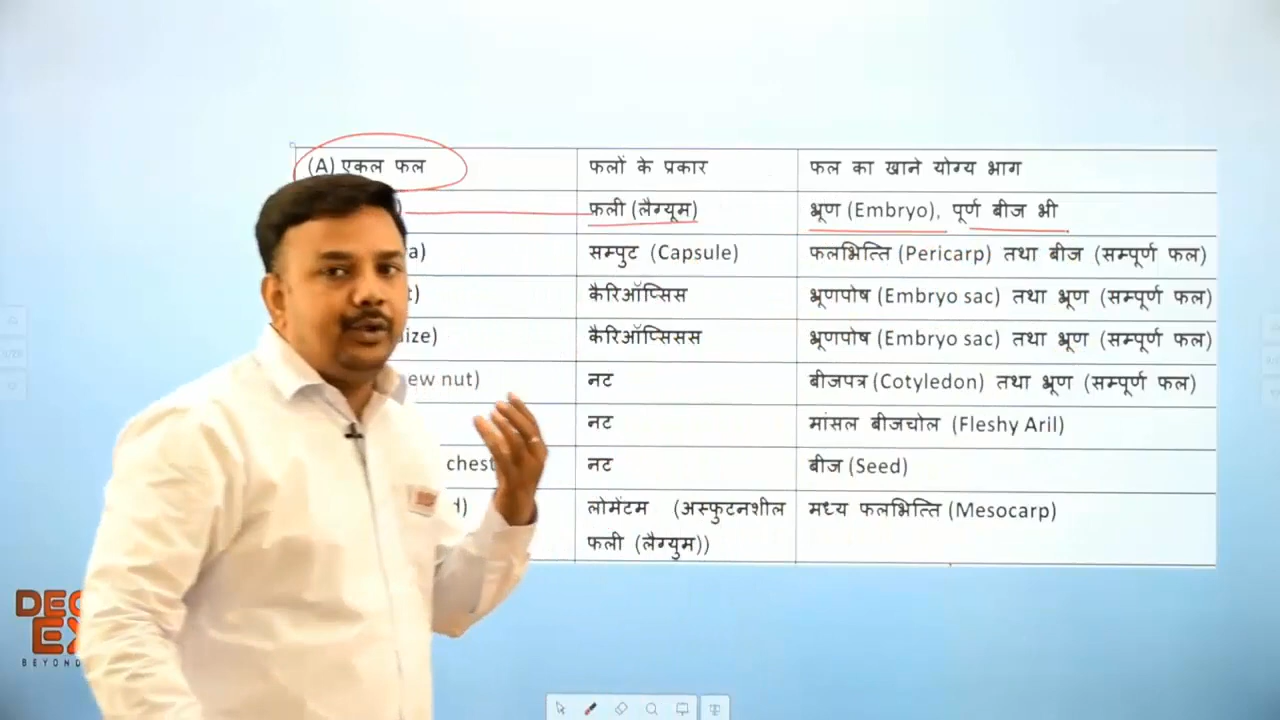 (A) एकल फल फलों के प्रकार फल का खाने योग्य भाग
फली (लैग्यूम) भ्रूण (Embryo), पूर्ण बीज भी
सम्पुट (Capsule) फलभित्ति (Pericarp) तथा बीज (सम्पूर्ण फल)
कैरिऑप्सिस भ्रूणपोष (Embryo sac) तथा भ्रूण (सम्पूर्ण फल)
कैरिऑप्सिसस भ्रूणपोष (Embryo sac) तथा भ्रूण (सम्पूर्ण फल)
nut) नट बीजपत्र (Cotyledon) तथा भ्रूण (सम्पूर्ण फल)
नट मांसल बीजचोल (Fleshy Aril)
chest नट बीज (Seed)
लोमेंटम (अस्फुटनशील मध्य फलभित्ति (Mesocarp)
फली (लैग्युम))
BEYOND